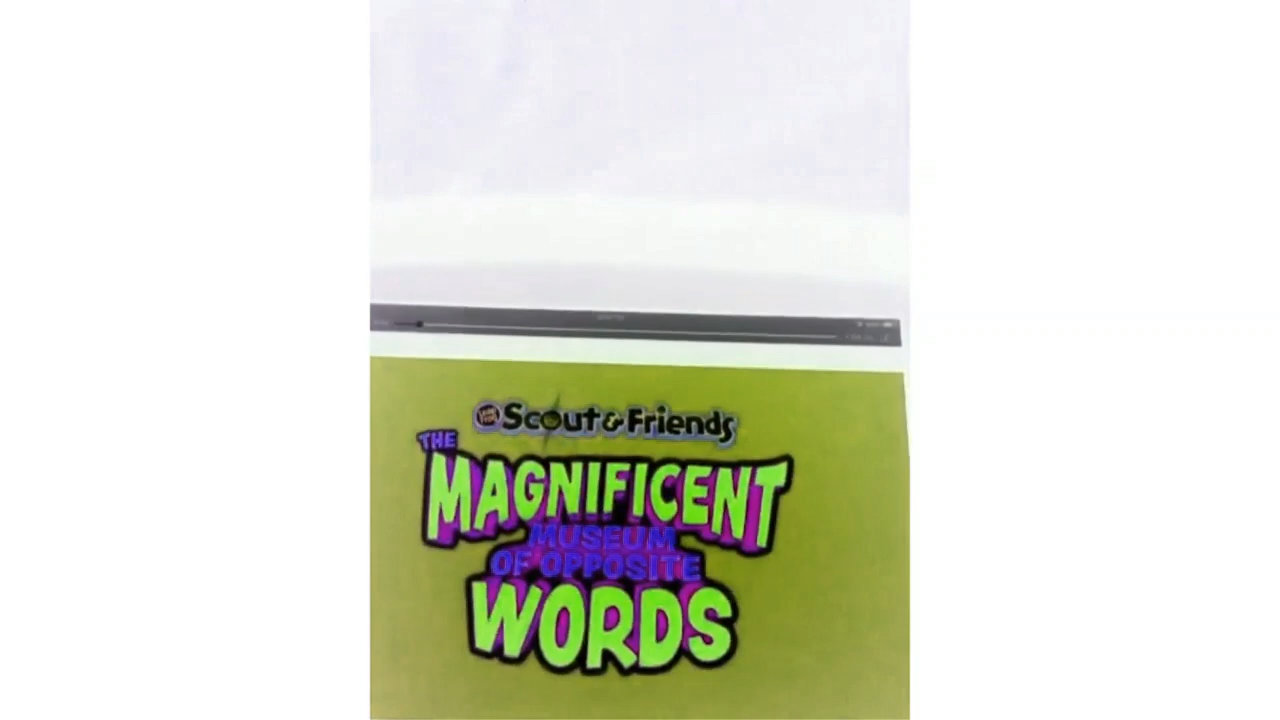 Scout & Friends
THE
MAGNIFICENT
MUSEUM
OF OPPOSITE
WORDS